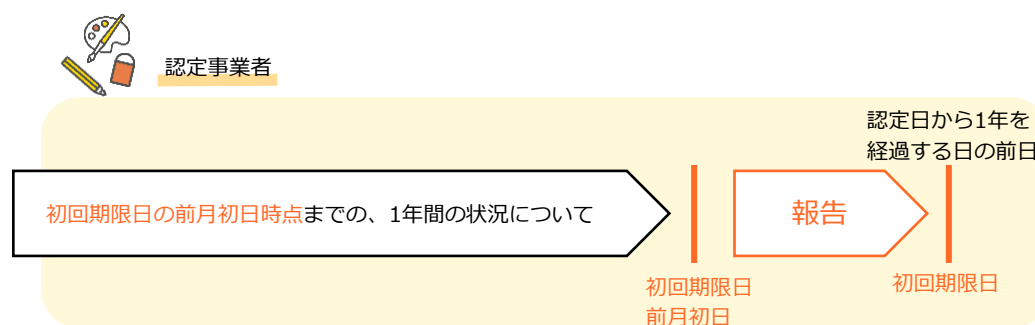 認定事業者
認定日から1年を
経過する日の前日
初回期限日の前月初日時点までの、1年間の状況について
報告
初回期限日
前月初日
初回期限日